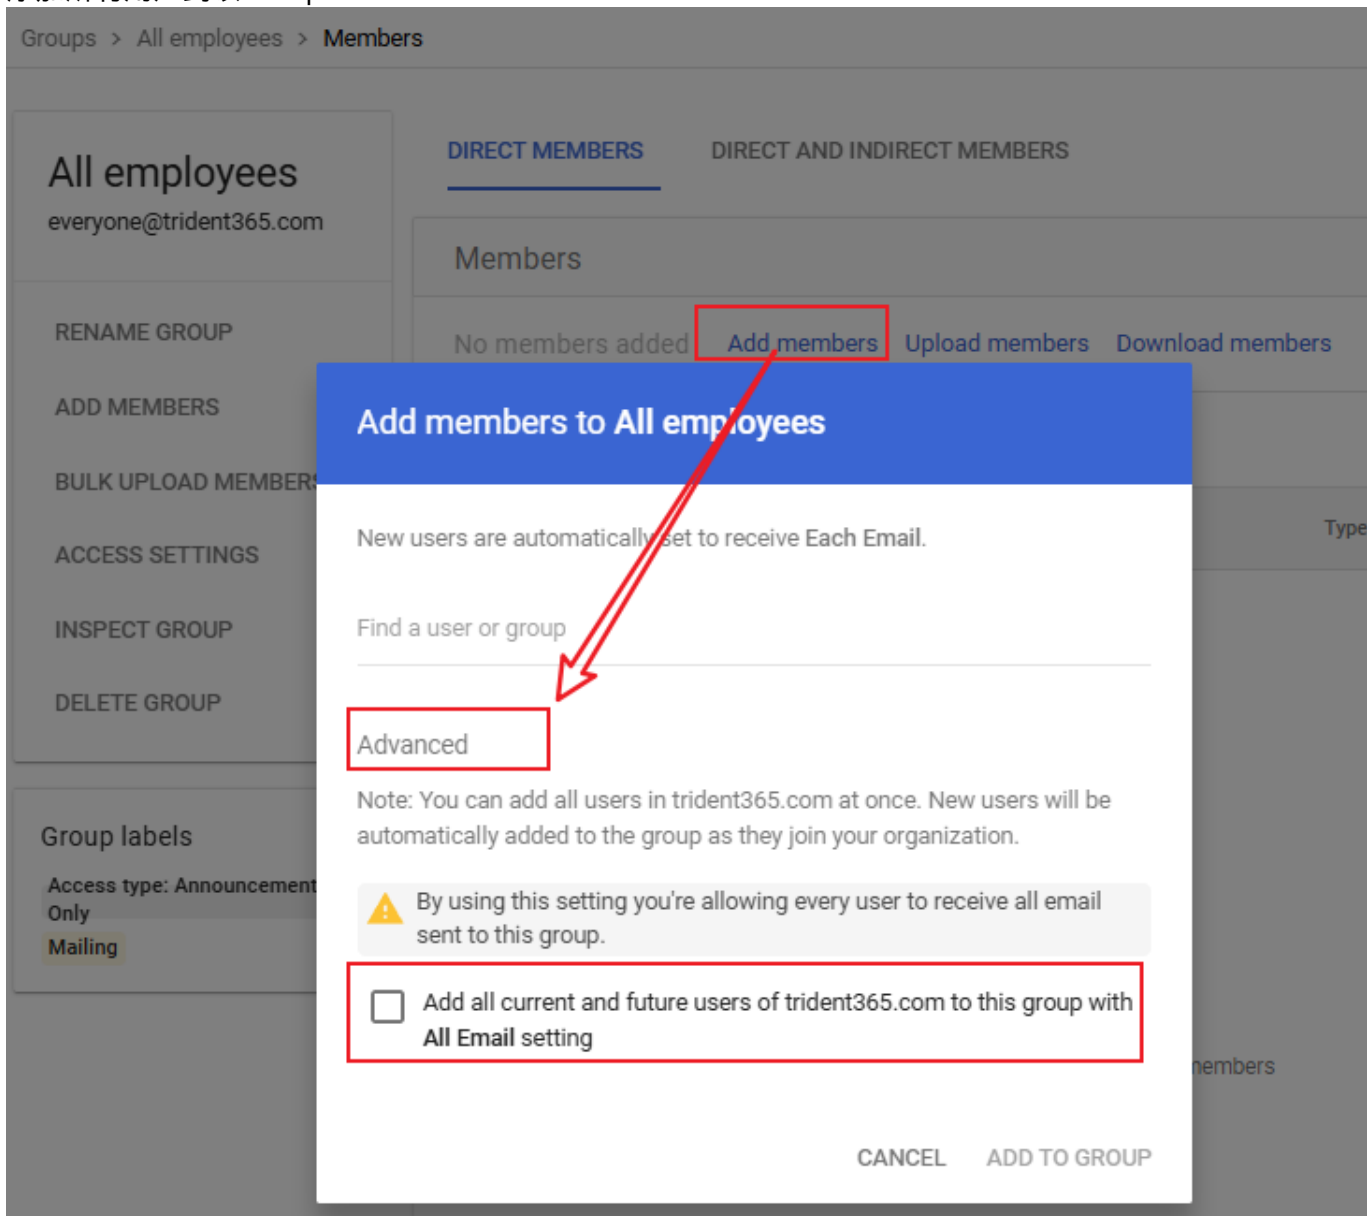 Groups > All employees > Members
All employees
everyone@trident365.com
DIRECT MEMBERS
DIRECT AND INDIRECT MEMBERS
Members
No members added
Add members
Upload members
Download members
RENAME GROUP
ADD MEMBERS
BULK UPLOAD MEMBERS
ACCESS SETTINGS
INSPECT GROUP
DELETE GROUP
Group labels
Access type: Announcement
Only
Mailing
Type
Add members to All employees
New users are automatically set to receive Each Email.
Find a user or group
Advanced
Note: You can add all users in trident365.com at once. New users will be
automatically added to the group as they join your organization.
By using this setting you're allowing every user to receive all email
sent to this group.
Add all current and future users of trident365.com to this group with
All Email setting
members
CANCEL
ADD TO GROUP